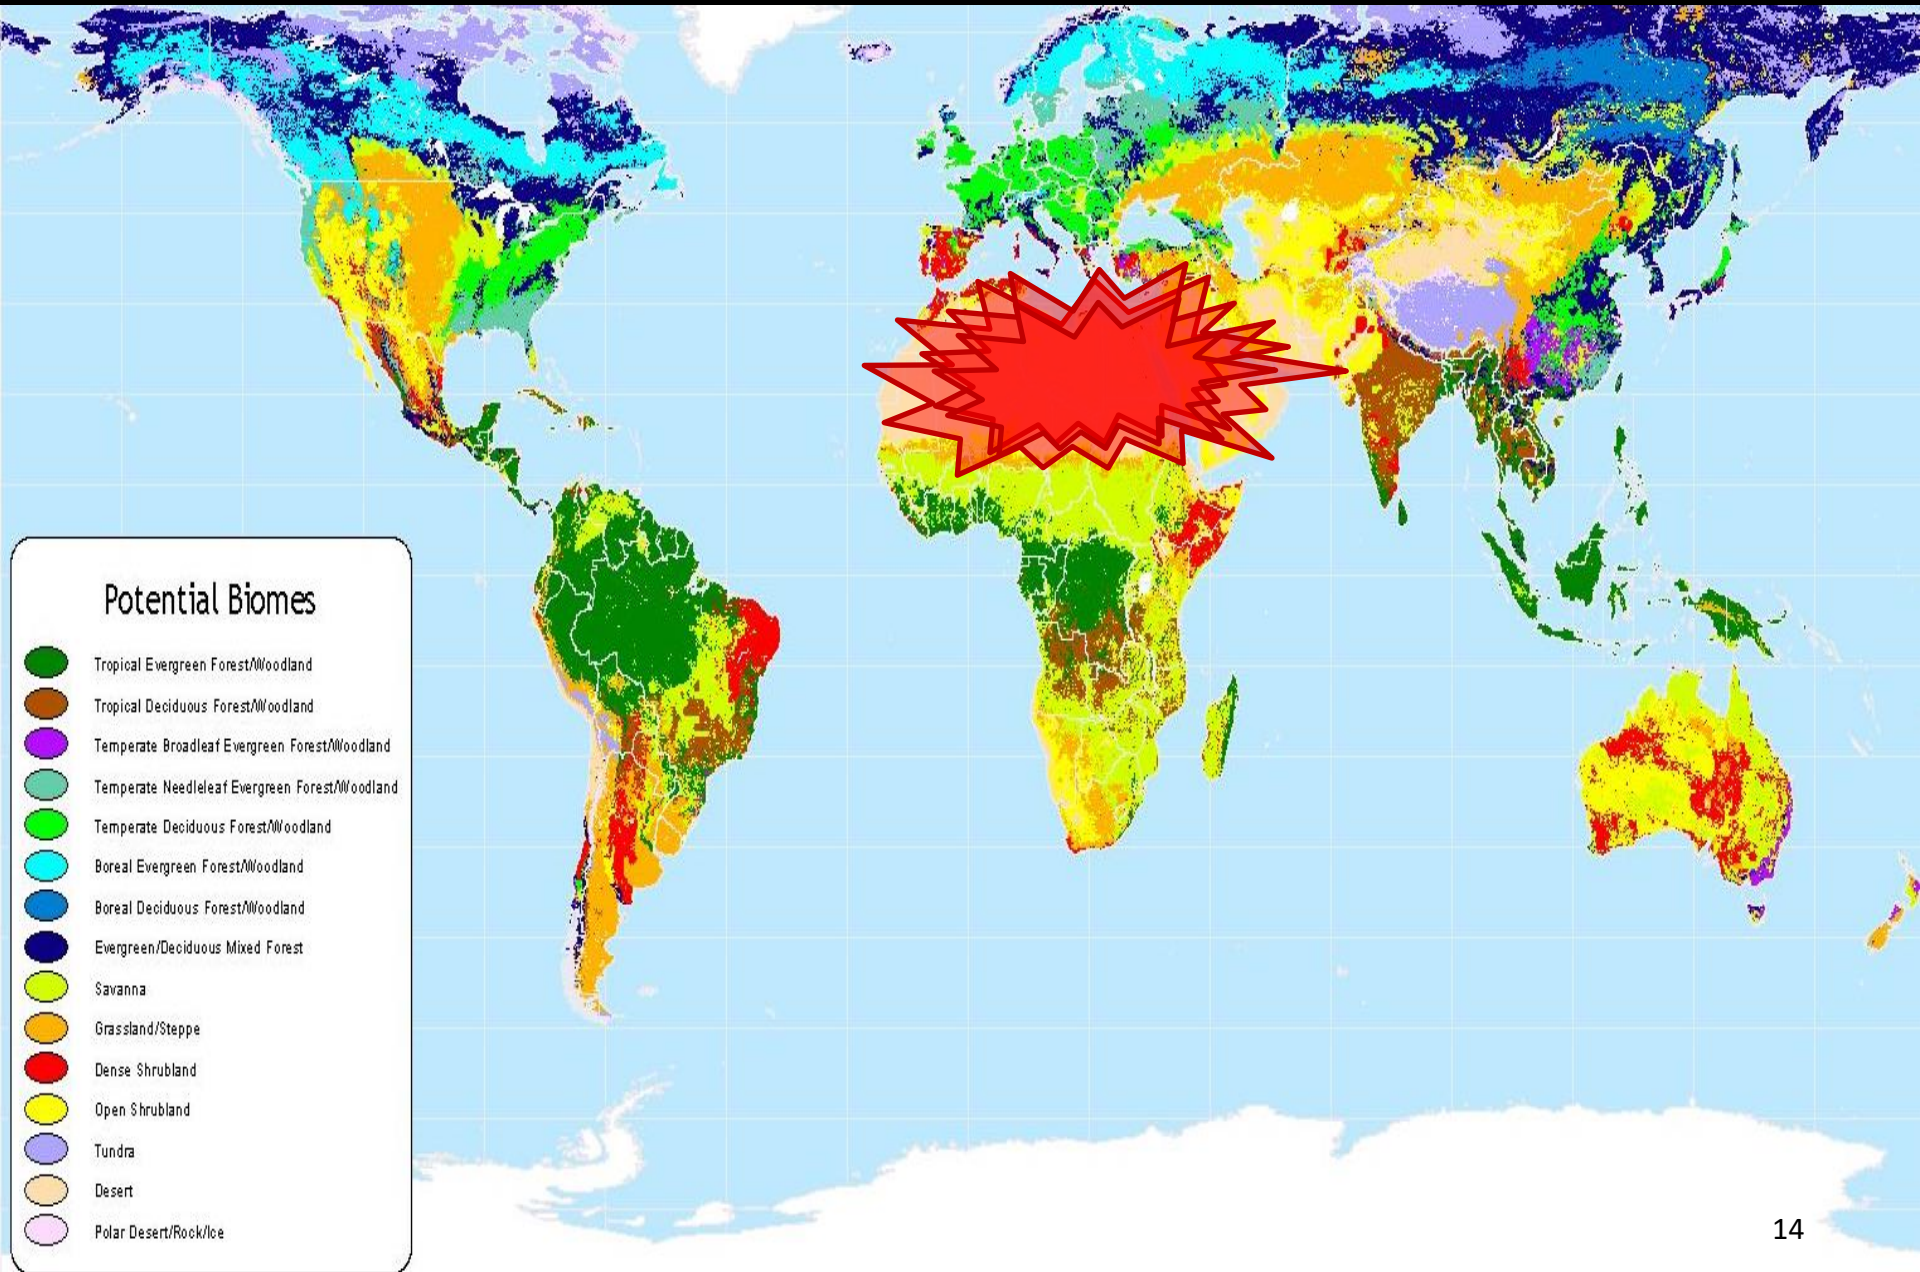 Potential Biomes
Tropical Evergreen Forest/Woodland
Tropical Deciduous Forest/Woodland
Temperate Broadleaf Evergreen Forest/Woodland
Temperate Needleleaf Evergreen Forest/Woodland
Temperate Deciduous Forest/Woodland
Boreal Evergreen Forest/Woodland
Boreal Deciduous Forest/Woodland
Evergreen/Deciduous Mixed Forest
Savanna
Grassland/Steppe
Dense Shrubland
Open Shrubland
Tundra
Desert
Polar Desert/Rock/Ice
14